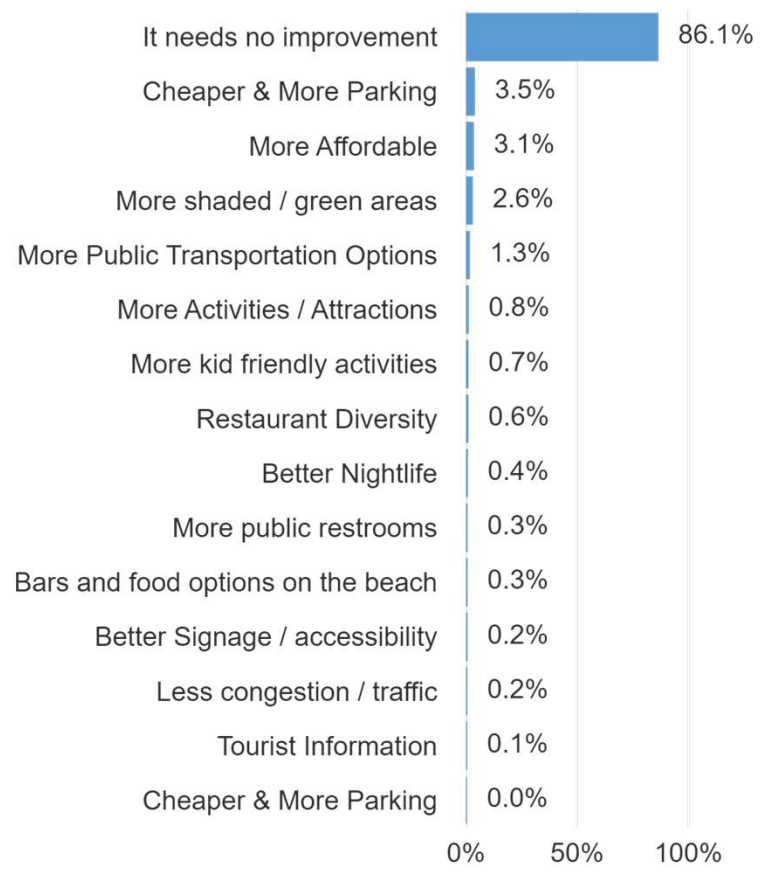 It needs no improvement 86.1%
Cheaper & More Parking 3.5%
More Affordable 3.1%
More shaded / green areas 2.6%
More Public Transportation Options 1.3%
More Activities / Attractions 0.8%
More kid friendly activities 0.7%
Restaurant Diversity 0.6%
Better Nightlife 0.4%
More public restrooms 0.3%
Bars and food options on the beach 0.3%
Better Signage / accessibility 0.2%
Less congestion / traffic 0.2%
Tourist Information 0.1%
Cheaper & More Parking 0.0%
0% 50% 100%